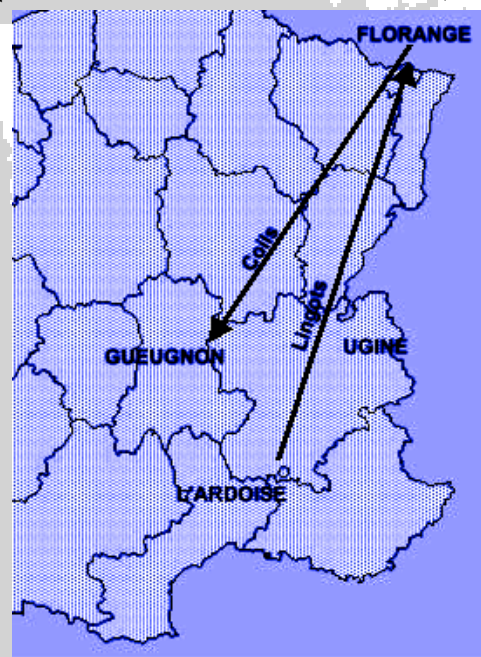 FLORANGE
Coils
Lingots
GUEUGNON
UGINE
L'ARDOISE